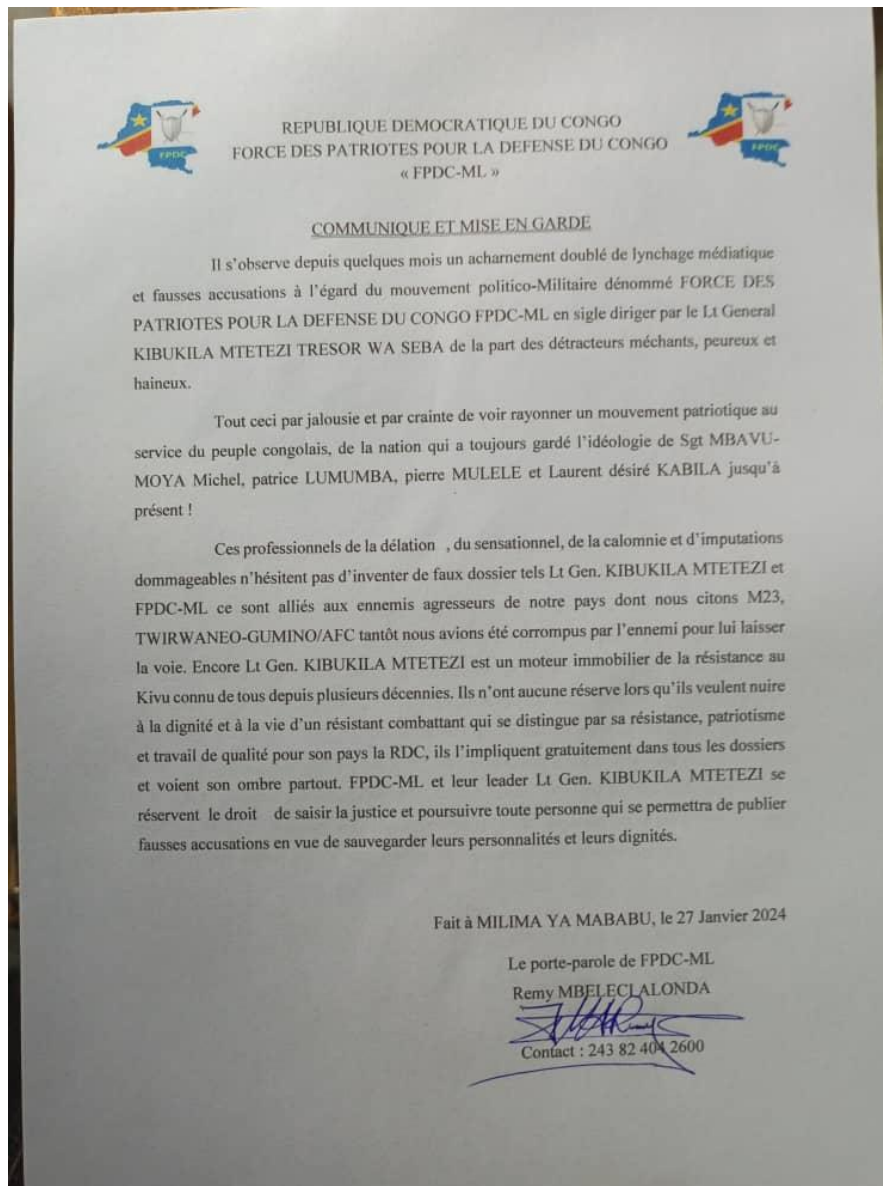 FPDC
FPDC
REPUBLIQUE DEMOCRATIQUE DU CONGO
FORCE DES PATRIOTES POUR LA DEFENSE DU CONGO
« FPDC-ML »
COMMUNIQUE ET MISE EN GARDE
Il s'observe depuis quelques mois un acharnement doublé de lynchage médiatique
et fausses accusations à l'égard du mouvement politico-Militaire dénommé FORCE DES
PATRIOTES POUR LA DEFENSE DU CONGO FPDC-ML en sigle diriger par le Lt General
KIBUKILA MTETEZI TRESOR WA SEBA de la part des détracteurs méchants, peureux et
haineux.
Tout ceci par jalousie et par crainte de voir rayonner un mouvement patriotique au
service du peuple congolais, de la nation qui a toujours gardé l'idéologie de Sgt MBAVU-
MOYA Michel, patrice LUMUMBA, pierre MULELE et Laurent désiré KABILA jusqu'à
présent !
Ces professionnels de la délation , du sensationnel, de la calomnie et d'imputations
dommageables n'hésitent pas d'inventer de faux dossier tels Lt Gen. KIBUKILA MTETEZI et
FPDC-ML ce sont alliés aux ennemis agresseurs de notre pays dont nous citons M23,
TWIRWANEO-GUMINO/AFC tantôt nous avions été corrompus par l'ennemi pour lui laisser
la voie. Encore Lt Gen. KIBUKILA MTETEZI est un moteur immobilier de la résistance au
Kivu connu de tous depuis plusieurs décennies. Ils n'ont aucune réserve lors qu'ils veulent nuire
à la dignité et à la vie d'un résistant combattant qui se distingue par sa résistance, patriotisme
et travail de qualité pour son pays la RDC, ils l'impliquent gratuitement dans tous les dossiers
et voient son ombre partout. FPDC-ML et leur leader Lt Gen. KIBUKILA MTETEZI se
réservent le droit de saisir la justice et poursuivre toute personne qui se permettra de publier
fausses accusations en vue de sauvegarder leurs personnalités et leurs dignités.
Fait à MILIMA YA MABABU, le 27 Janvier 2024
Le porte-parole de FPDC-ML
Remy MBELECI ALONDA
Contact : 243 82 404 2600